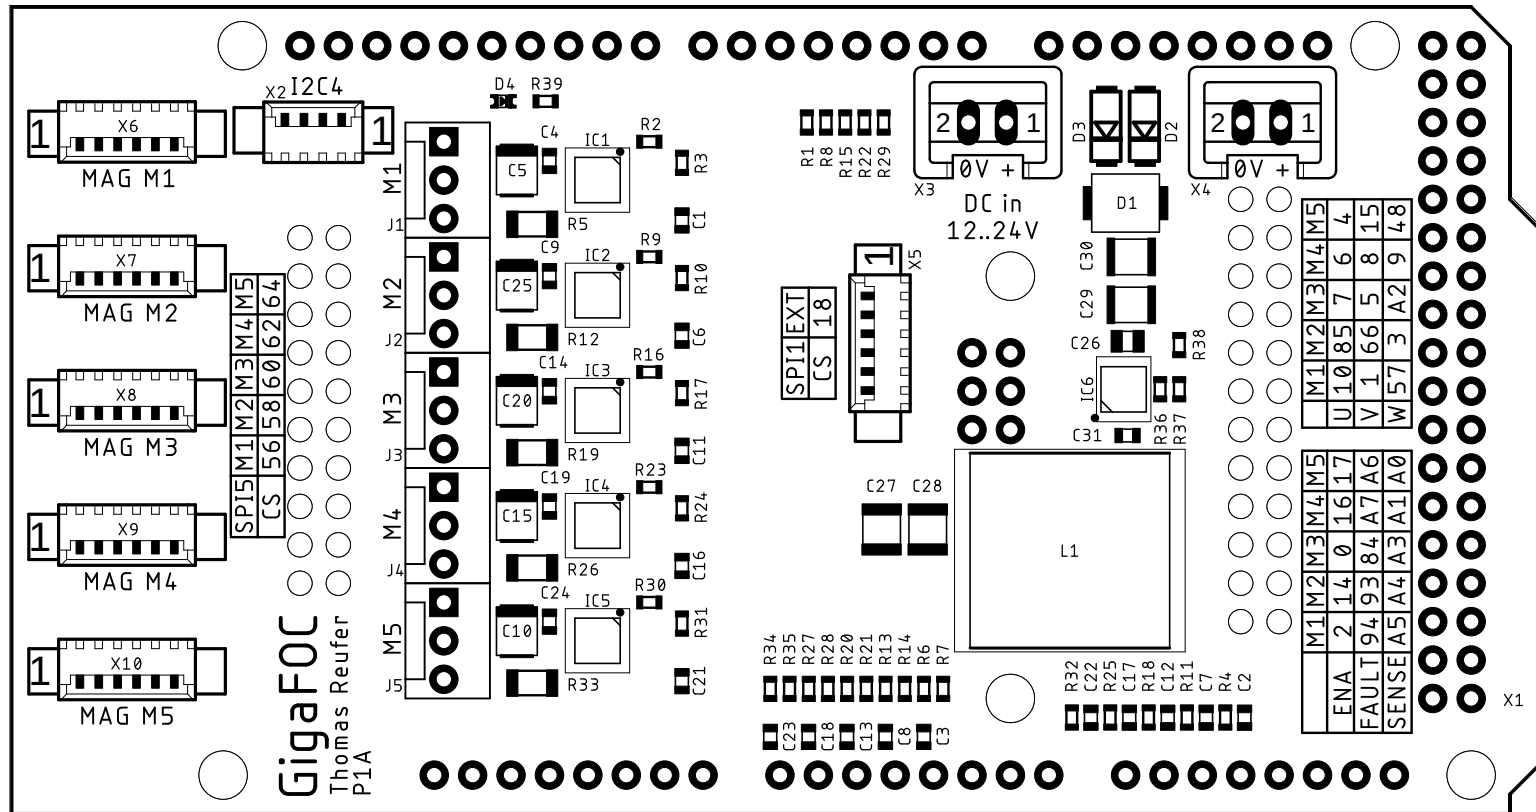 X2 I2C4
1
1 X6
MAG M1
1 X7
MAG M2
1 X8
MAG M3
1 X9
MAG M4
1 X10
MAG M5
SPI5 M1 M2 M3 M4 M5
CS 56 58 60 62 64
GigaFOC
Thomas Reufer
P1A
M1
J1
M2
J2
M3
J3
M4
J4
M5
J5
D4 R39
C4 R2
IC1
C5 R3
R5 C1
C9 R9
IC2
C25 R10
R12 C6
C14 R16
IC3
C20 R17
R19 C11
C19 R23
IC4
C15 R24
R26 C16
C24 R30
IC5
C10 R31
R33 C21
R1 R8 R15 R22 R29
2 1
0V +
X3
DC in
12..24V
D3 D2
2 1
0V +
X4
D1
C30
C29
C26 R38
IC6
R36 R37
C31
1 X5
SPI1 EXT
CS 18
C27 C28
L1
R34 R35 R27 R28 R20 R21 R13 R14 R6 R7
C23 C18 C13 C8 C3
R32 C22 R25 C17 R18 C12 R11 C7 R4 C2
M1 M2 M3 M4 M5
U 10 85 7 6 4
V 1 66 5 8 15
W 57 3 A2 9 48
M1 M2 M3 M4 M5
ENA 2 14 0 16 17
FAULT 94 93 84 A7 A6
SENSE A5 A4 A3 A1 A0
X1